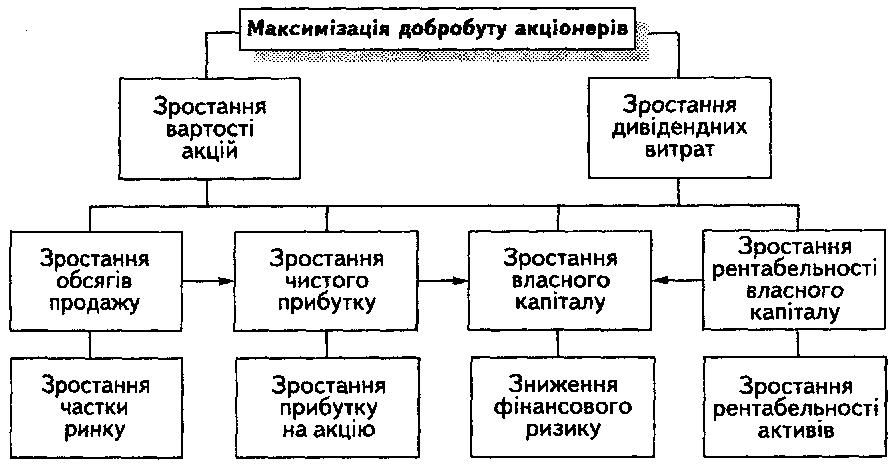 Максимізація добробуту акціонерів
Зростання
вартості
акцій
Зростання
дивідендних
витрат
Зростання
обсягів
продажу
Зростання
чистого
прибутку
Зростання
власного
капіталу
Зростання
рентабельності
власного
капіталу
Зростання
частки
ринку
Зростання
прибутку
на акцію
Зниження
фінансового
ризику
Зростання
рентабельності
активів